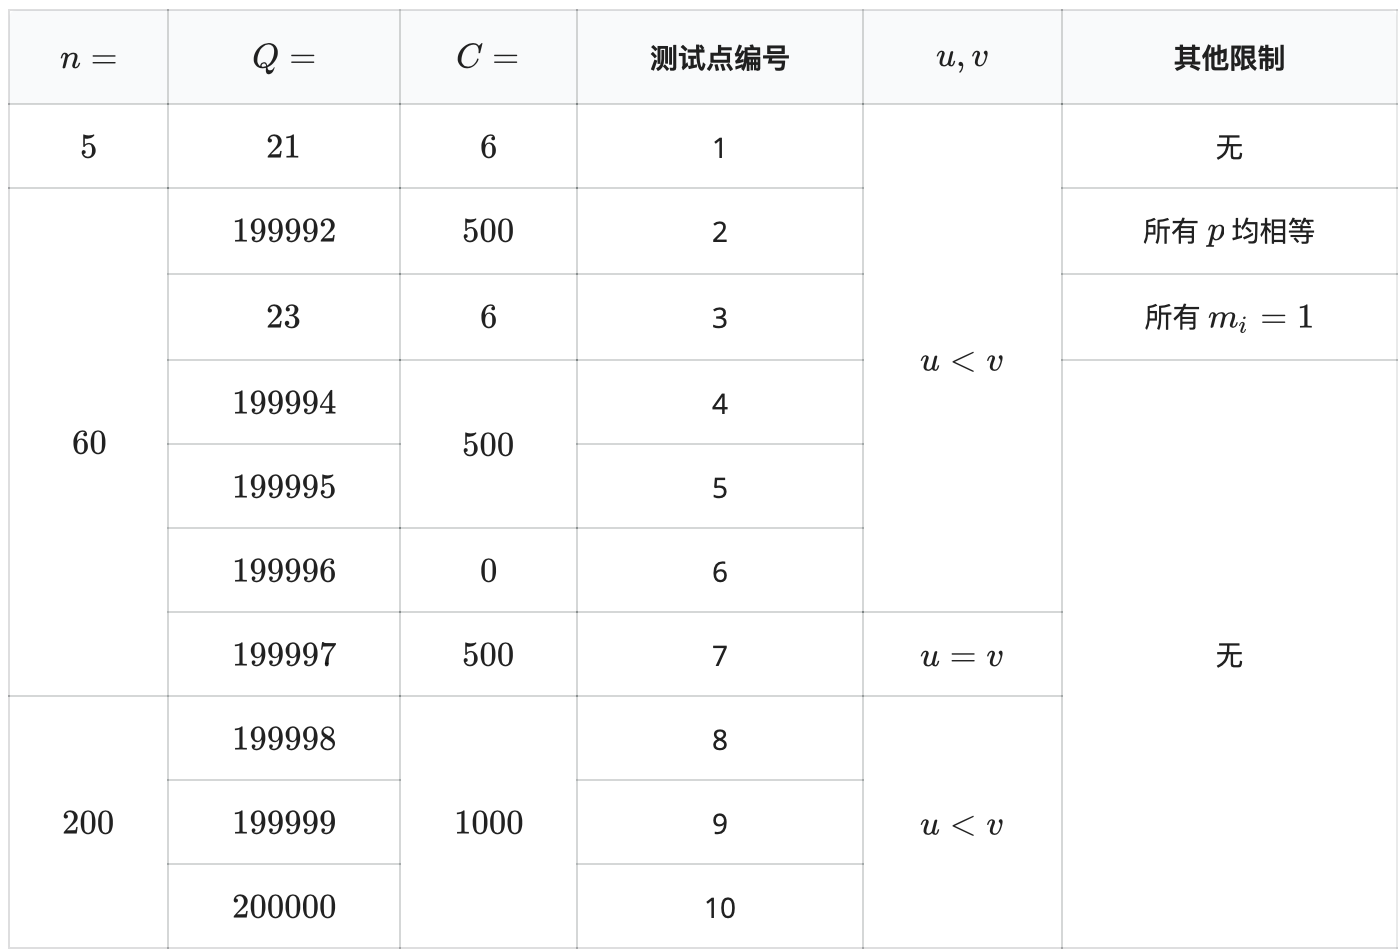 n = Q = C = 测试点编号 u, v 其他限制
5 21 6 1 无
199992 500 2 所有 p 均相等
23 6 3 所有 m_i = 1
u < v
199994 4
60 500
199995 5
199996 0 6
199997 500 7 u = v 无
199998 8
200 199999 1000 9 u < v
200000 10